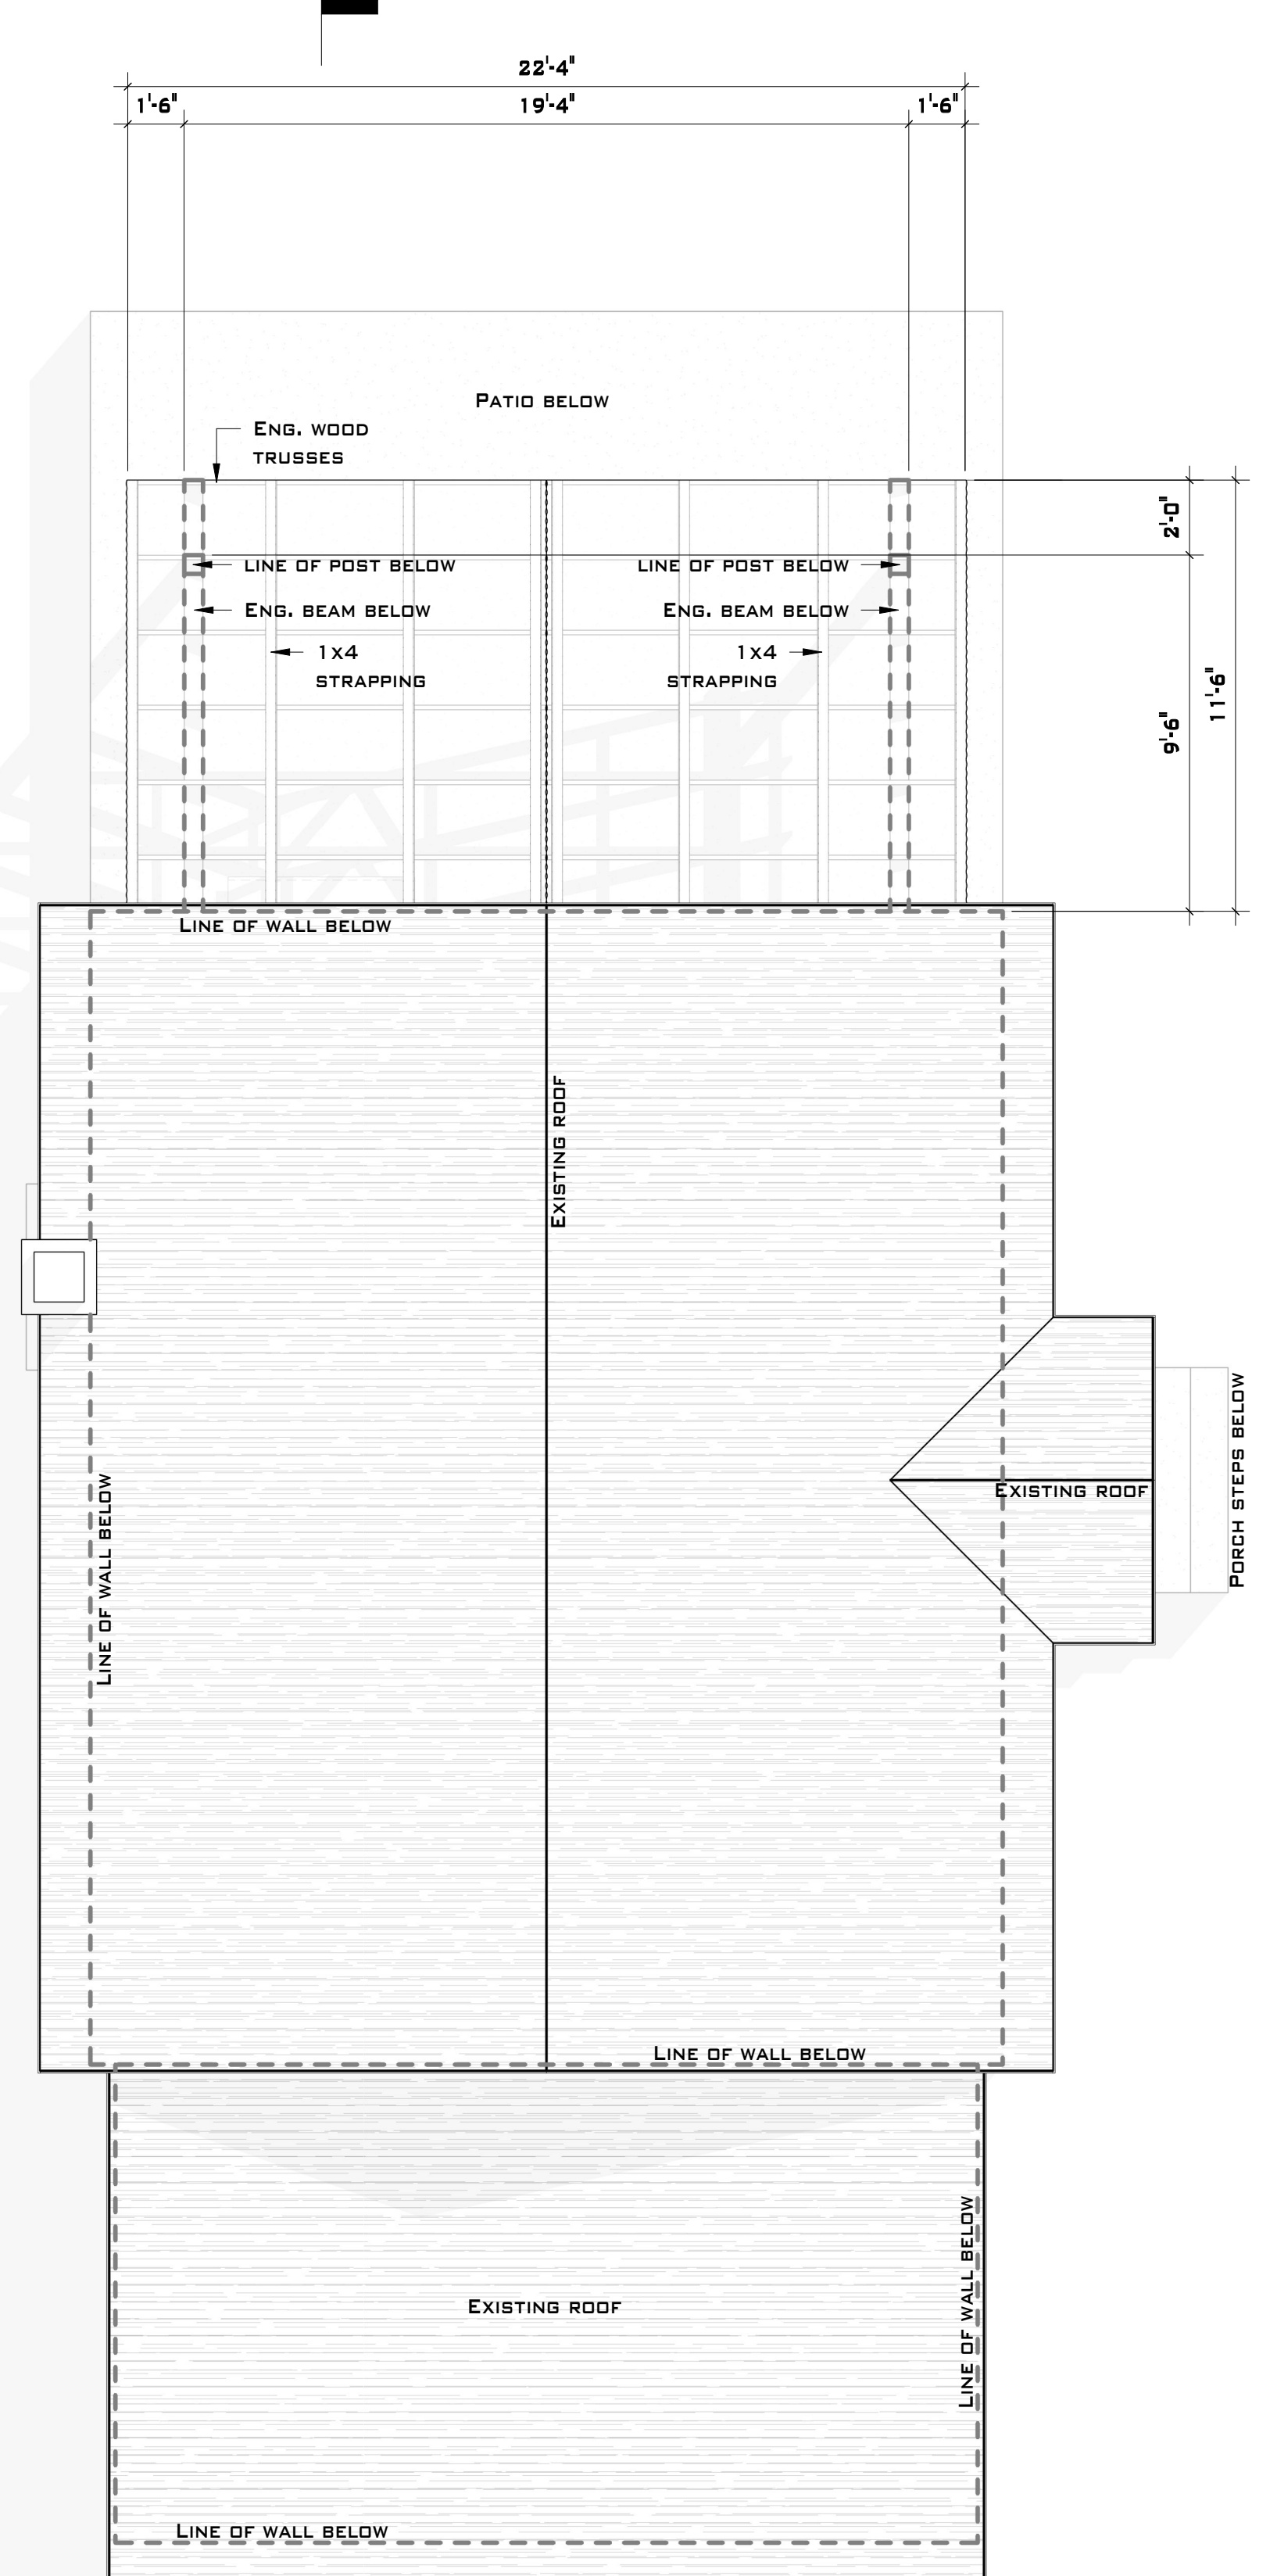 22'-4"
1'-6"
19'-4"
1'-6"
Patio below
Eng. wood
trusses
2'-0"
line of post below
line of post below
Eng. beam below
Eng. beam below
1x4
strapping
1x4
strapping
9'-6"
11'-6"
Line of wall below
Existing roof
Line of wall below
Existing roof
Porch steps below
Line of wall below
Line of wall below
Existing roof
Line of wall below